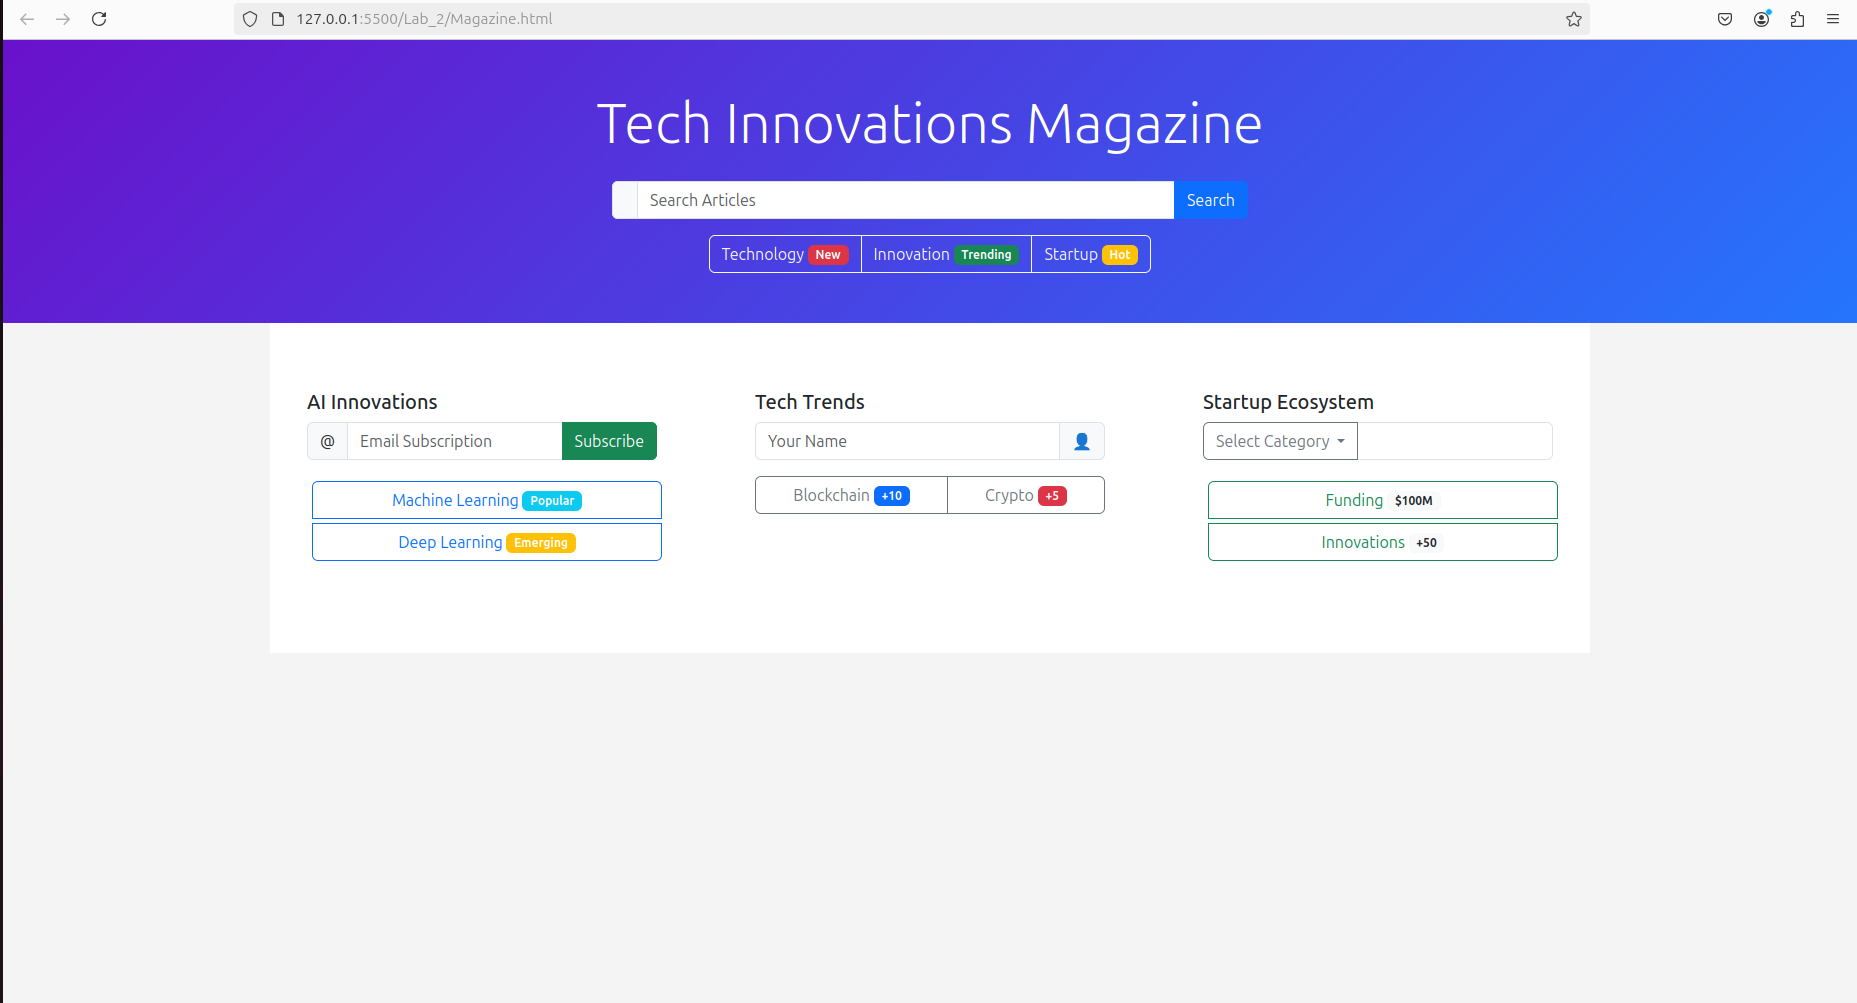 127.0.0.1:5500/Lab_2/Magazine.html
Tech Innovations Magazine
Search Articles Search
Technology New Innovation Trending Startup Hot
AI Innovations
@ Email Subscription Subscribe
Machine Learning Popular
Deep Learning Emerging
Tech Trends
Your Name
Blockchain +10 Crypto +5
Startup Ecosystem
Select Category
Funding $100M
Innovations +50